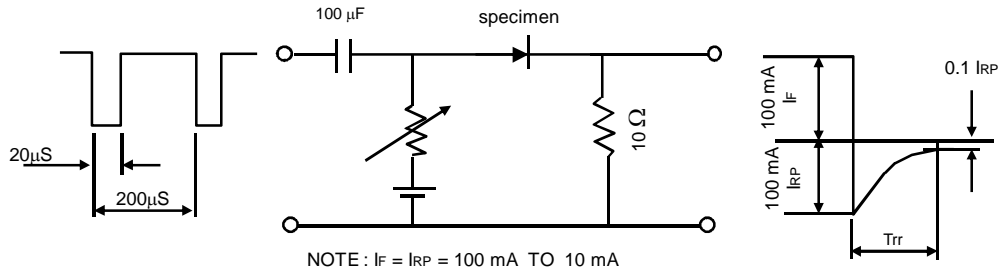 100 μF
specimen
20μS
200μS
10 Ω
100 mA
IF
100 mA
IRP
0.1 IRP
Trr
NOTE : IF = IRP = 100 mA TO 10 mA